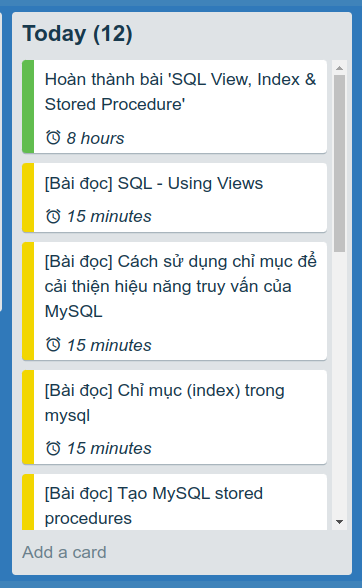 Today (12)
Hoàn thành bài 'SQL View, Index &
Stored Procedure'
8 hours
[Bài đọc] SQL - Using Views
15 minutes
[Bài đọc] Cách sử dụng chỉ mục để
cải thiện hiệu năng truy vấn của
MySQL
15 minutes
[Bài đọc] Chỉ mục (index) trong
mysql
15 minutes
[Bài đọc] Tạo MySQL stored
procedures
Add a card